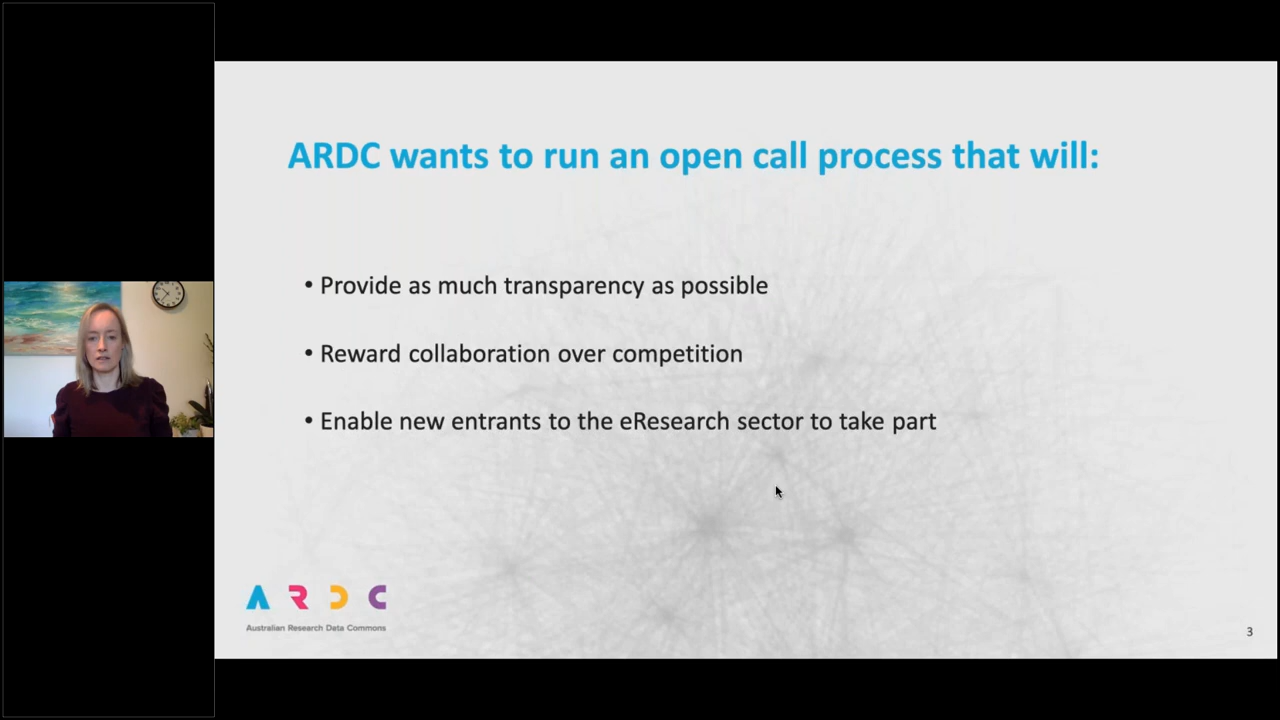 ARDC wants to run an open call process that will:
• Provide as much transparency as possible
• Reward collaboration over competition
• Enable new entrants to the eResearch sector to take part
ARDC
Australian Research Data Commons
3